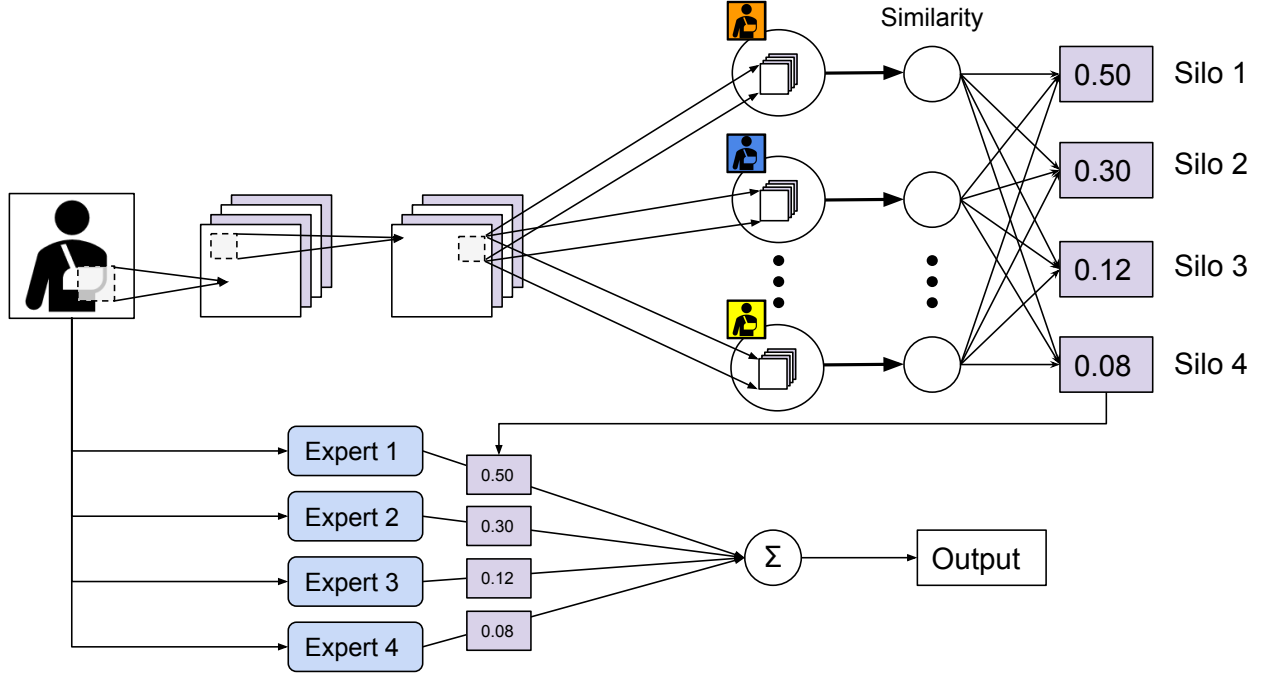 Similarity
0.50 Silo 1
0.30 Silo 2
0.12 Silo 3
0.08 Silo 4
Expert 1
0.50
Expert 2
0.30
Σ
Output
Expert 3
0.12
Expert 4
0.08